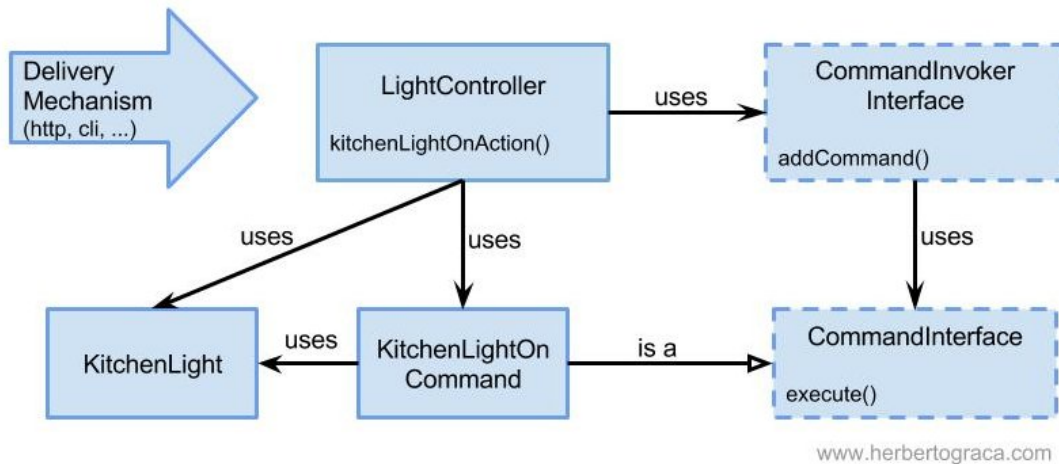 Delivery
Mechanism
(http, cli, ...)
LightController
kitchenLightOnAction()
uses
CommandInvoker
Interface
addCommand()
uses
uses
uses
KitchenLight
uses
KitchenLightOn
Command
is a
CommandInterface
execute()
www.herbertograca.com